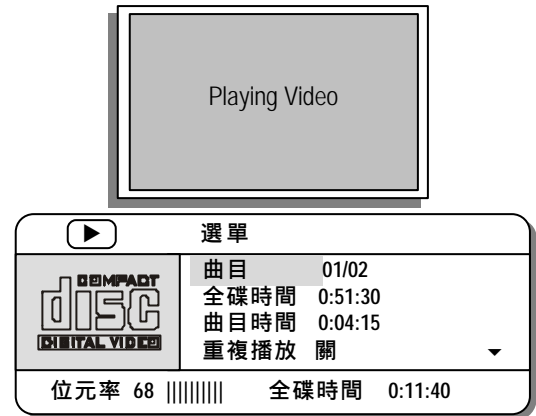 Playing Video
選單
COMPACT
disc
DIGITAL VIDEO
曲目 01/02
全碟時間 0:51:30
曲目時間 0:04:15
重複播放 關
位元率 68 |||||||||| 全碟時間 0:11:40